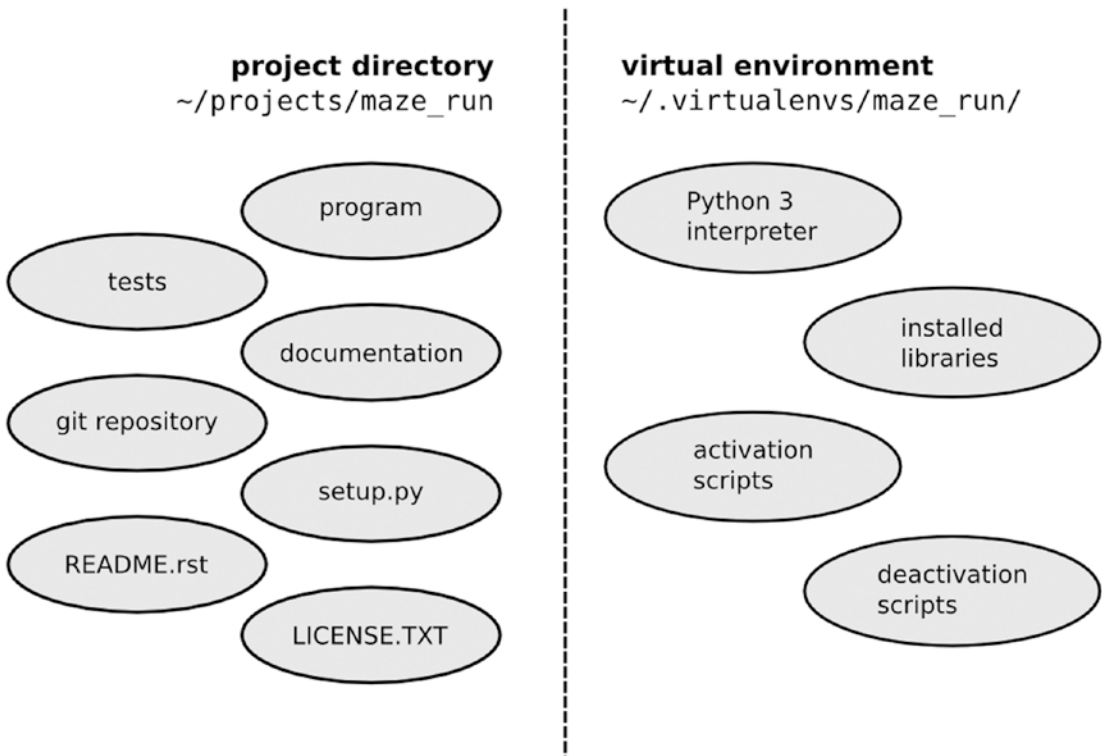 project directory
~/projects/maze_run
program
tests
documentation
git repository
setup.py
README.rst
LICENSE.TXT
virtual environment
~/.virtualenvs/maze_run/
Python 3
interpreter
installed
libraries
activation
scripts
deactivation
scripts